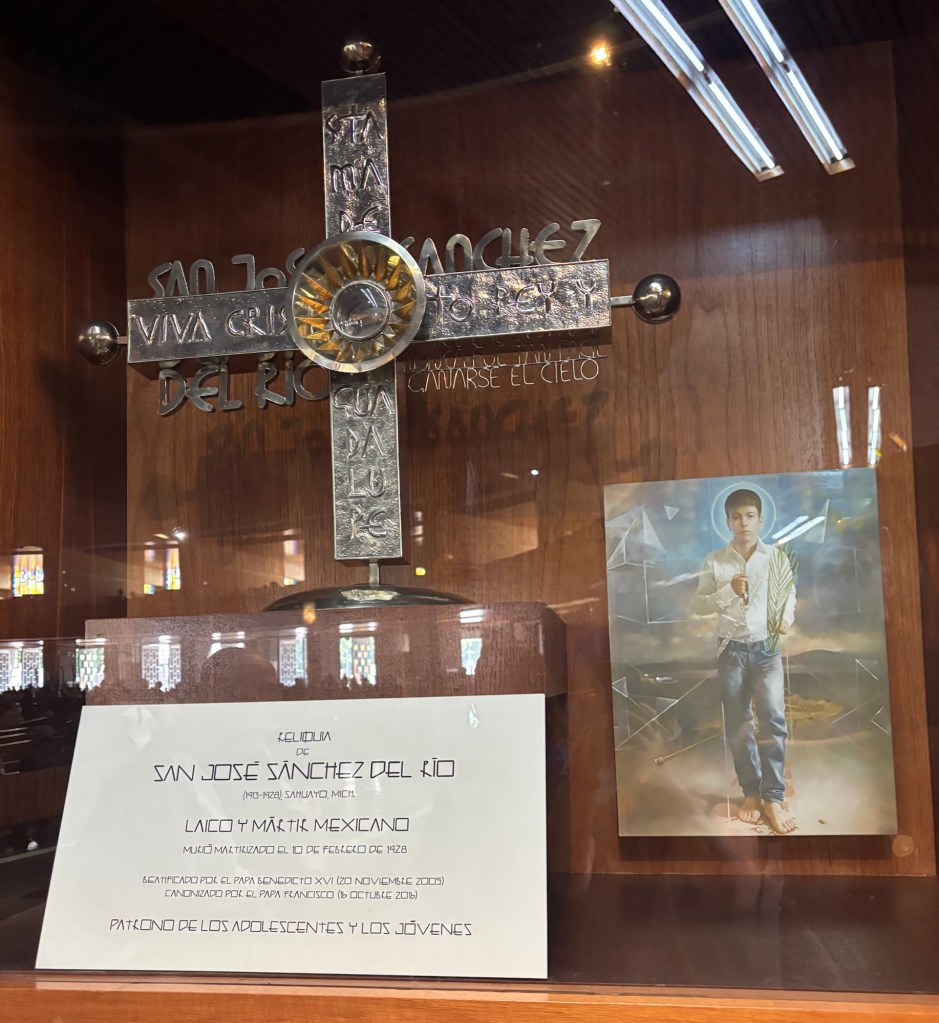 STA
MA
DE
GUA
DA
LU
PE
SAN JOSÉ SÁNCHEZ
VIVA CRISTO REY Y
DEL RÍO
GANARSE EL CIELO
RELIQUIA
DE
SAN JOSÉ SÁNCHEZ DEL RÍO
(1913-1928) SAHUAYO, MICH.
LAICO Y MÁRTIR MEXICANO
MURIÓ MARTIRIZADO EL 10 DE FEBRERO DE 1928
BEATIFICADO POR EL PAPA BENEDICTO XVI (20 NOVIEMBRE 2005)
CANONIZADO POR EL PAPA FRANCISCO (16 OCTUBRE 2016)
PATRONO DE LOS ADOLESCENTES Y LOS JÓVENES